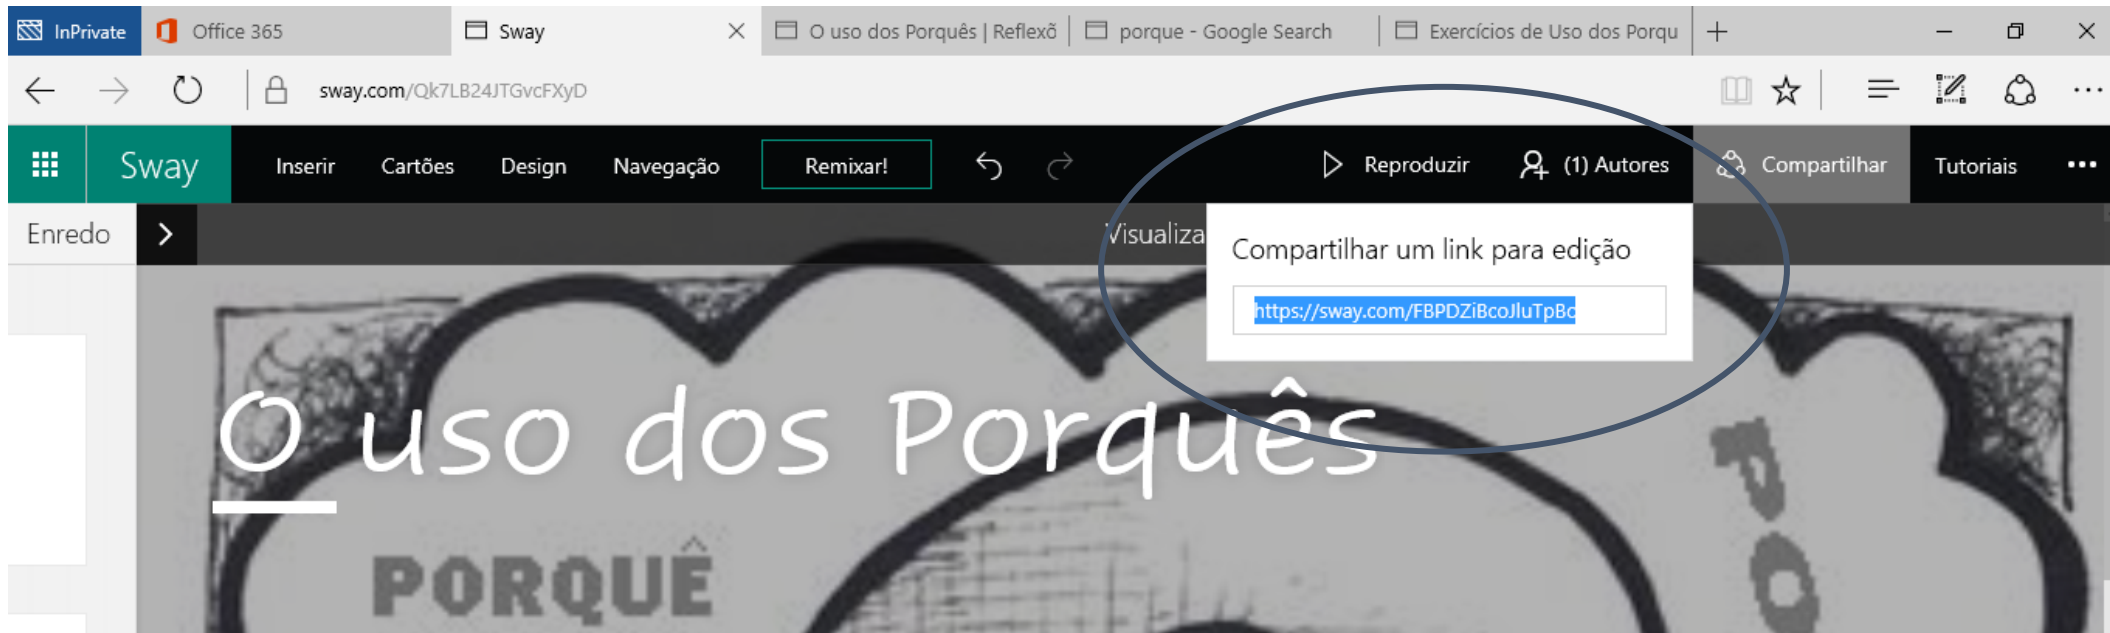 InPrivate Office 365 Sway O uso dos Porquês | Reflexõ porque - Google Search Exercícios de Uso dos Porqu
sway.com/Qk7LB24JTGvcFXyD
Sway Inserir Cartões Design Navegação Remixar! Reproduzir (1) Autores Compartilhar Tutoriais
Enredo Visualiza
Compartilhar um link para edição
https://sway.com/FBPDZiBcoJluTpBo
O uso dos Porquês
PORQUÊ
PO